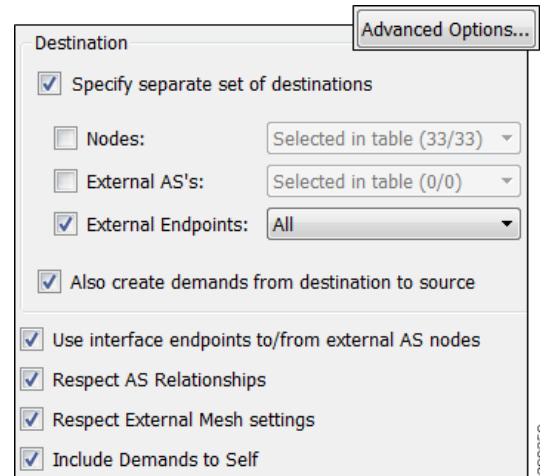 Advanced Options...
Destination
Specify separate set of destinations
Nodes: Selected in table (33/33)
External AS's: Selected in table (0/0)
External Endpoints: All
Also create demands from destination to source
Use interface endpoints to/from external AS nodes
Respect AS Relationships
Respect External Mesh settings
Include Demands to Self